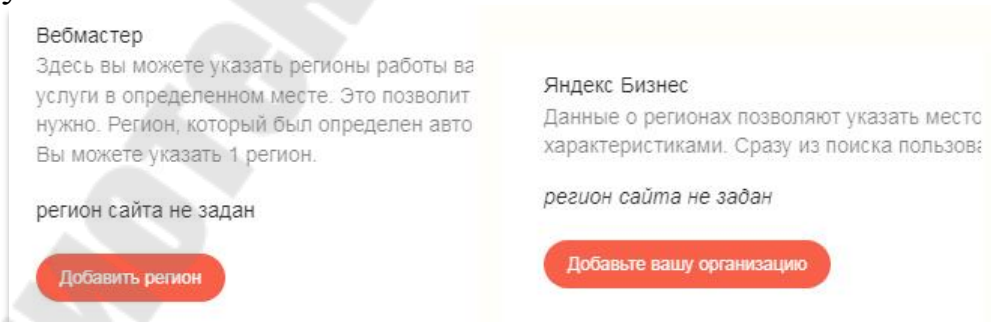 Вебмастер
Здесь вы можете указать регионы работы ва
услуги в определенном месте. Это позволит
нужно. Регион, который был определен авто
Вы можете указать 1 регион.
регион сайта не задан
Добавить регион
Яндекс Бизнес
Данные о регионах позволяют указать место
характеристиками. Сразу из поиска пользова
регион сайта не задан
Добавьте вашу организацию